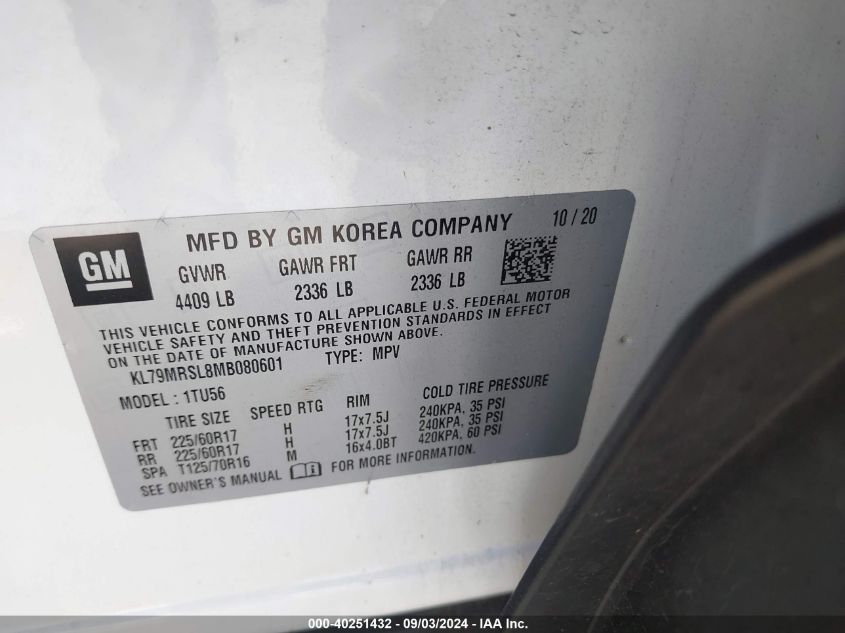 GM
MFD BY GM KOREA COMPANY 10 / 20
GVWR GAWR FRT GAWR RR
4409 LB 2336 LB 2336 LB
THIS VEHICLE CONFORMS TO ALL APPLICABLE U.S. FEDERAL MOTOR
VEHICLE SAFETY AND THEFT PREVENTION STANDARDS IN EFFECT
ON THE DATE OF MANUFACTURE SHOWN ABOVE.
KL79MRSL8MB080601 TYPE: MPV
MODEL : 1TU56
TIRE SIZE SPEED RTG RIM COLD TIRE PRESSURE
FRT 225/60R17 H 17x7.5J 240KPA, 35 PSI
RR 225/60R17 H 17x7.5J 240KPA, 35 PSI
SPA T125/70R16 M 16x4.0BT 420KPA, 60 PSI
SEE OWNER'S MANUAL FOR MORE INFORMATION.
000-40251432 - 09/03/2024 - IAA Inc.